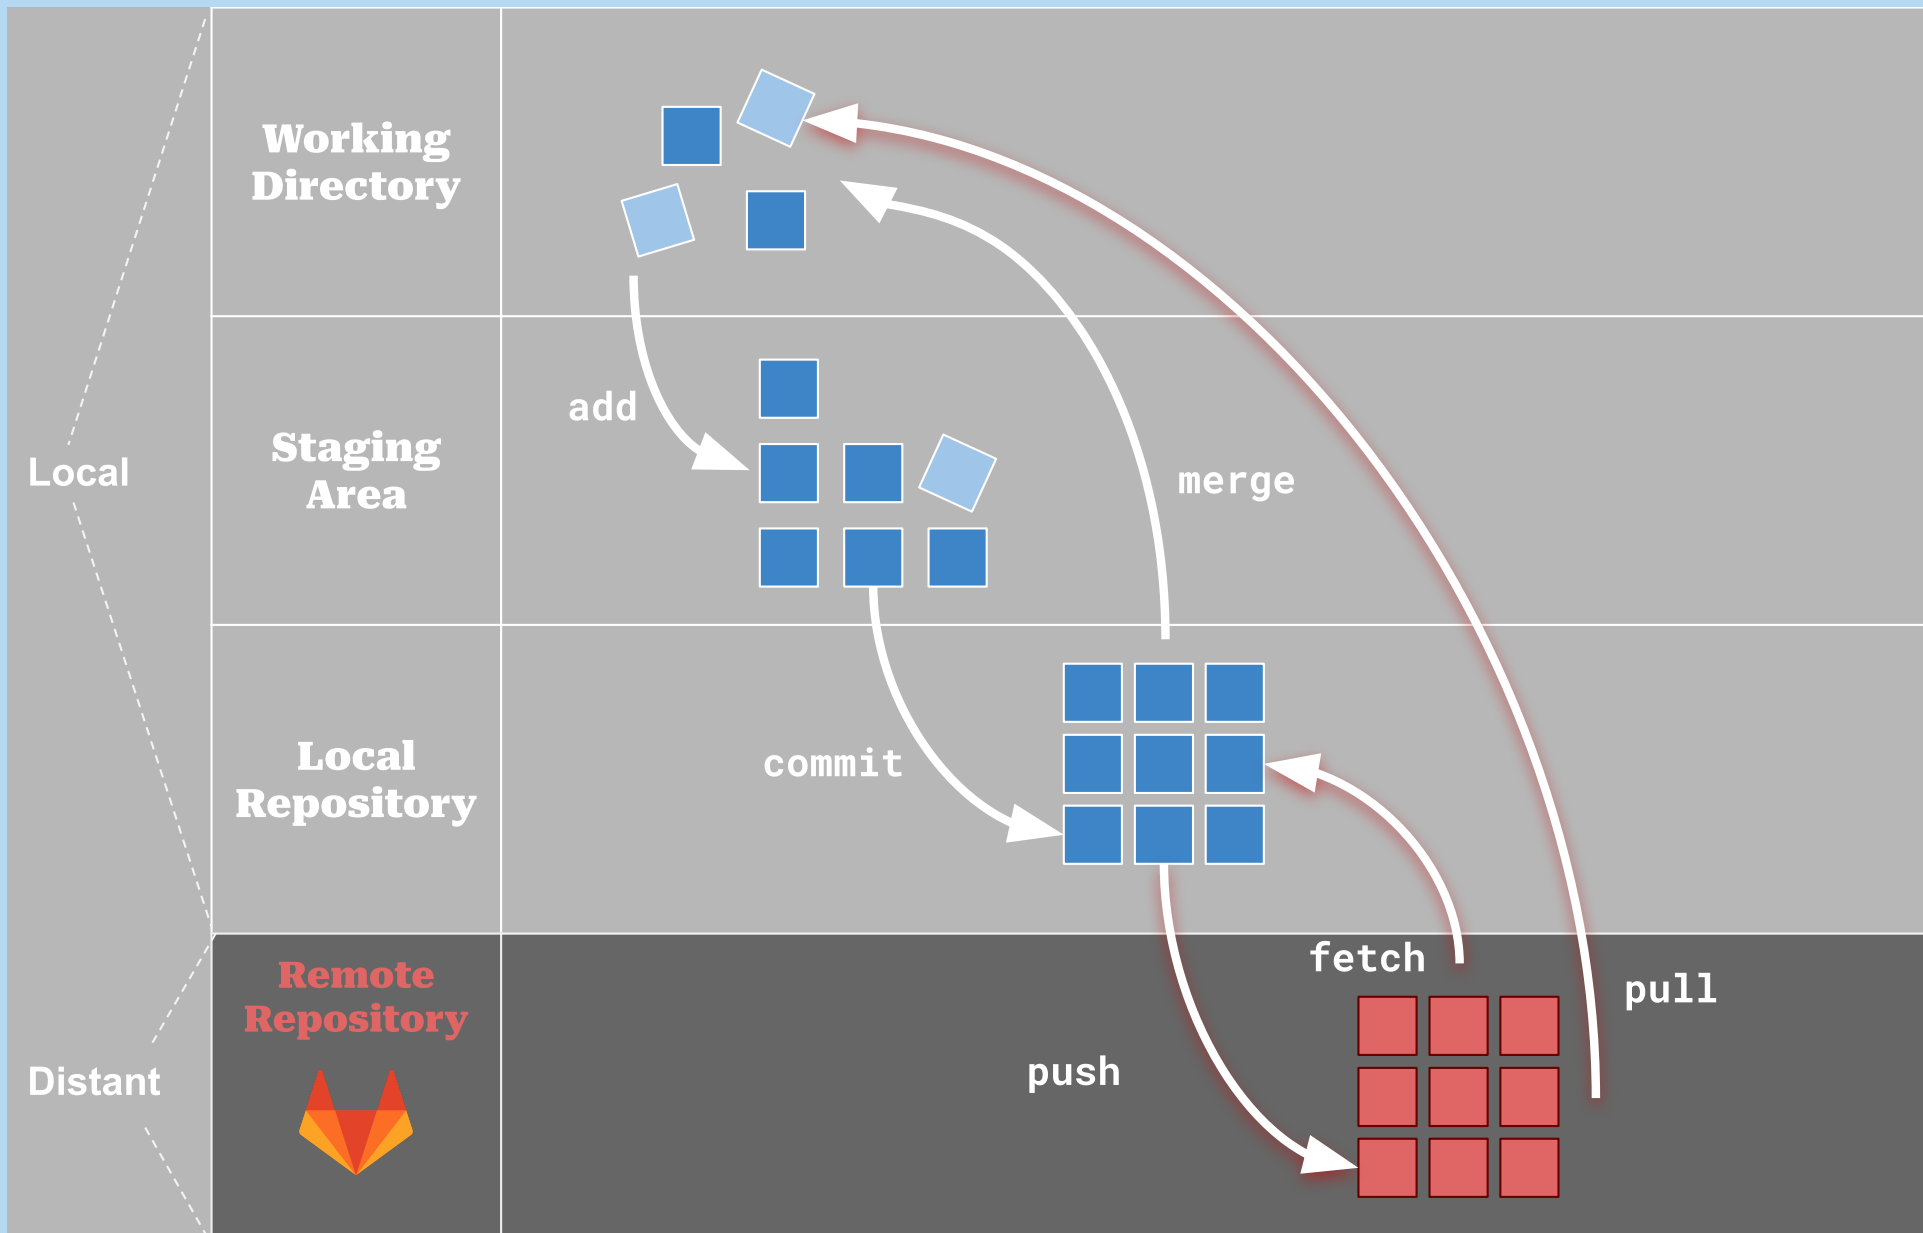 Working
Directory
add
Staging
Area
Local
merge
Local
Repository
commit
Remote
Repository
fetch
pull
Distant
push